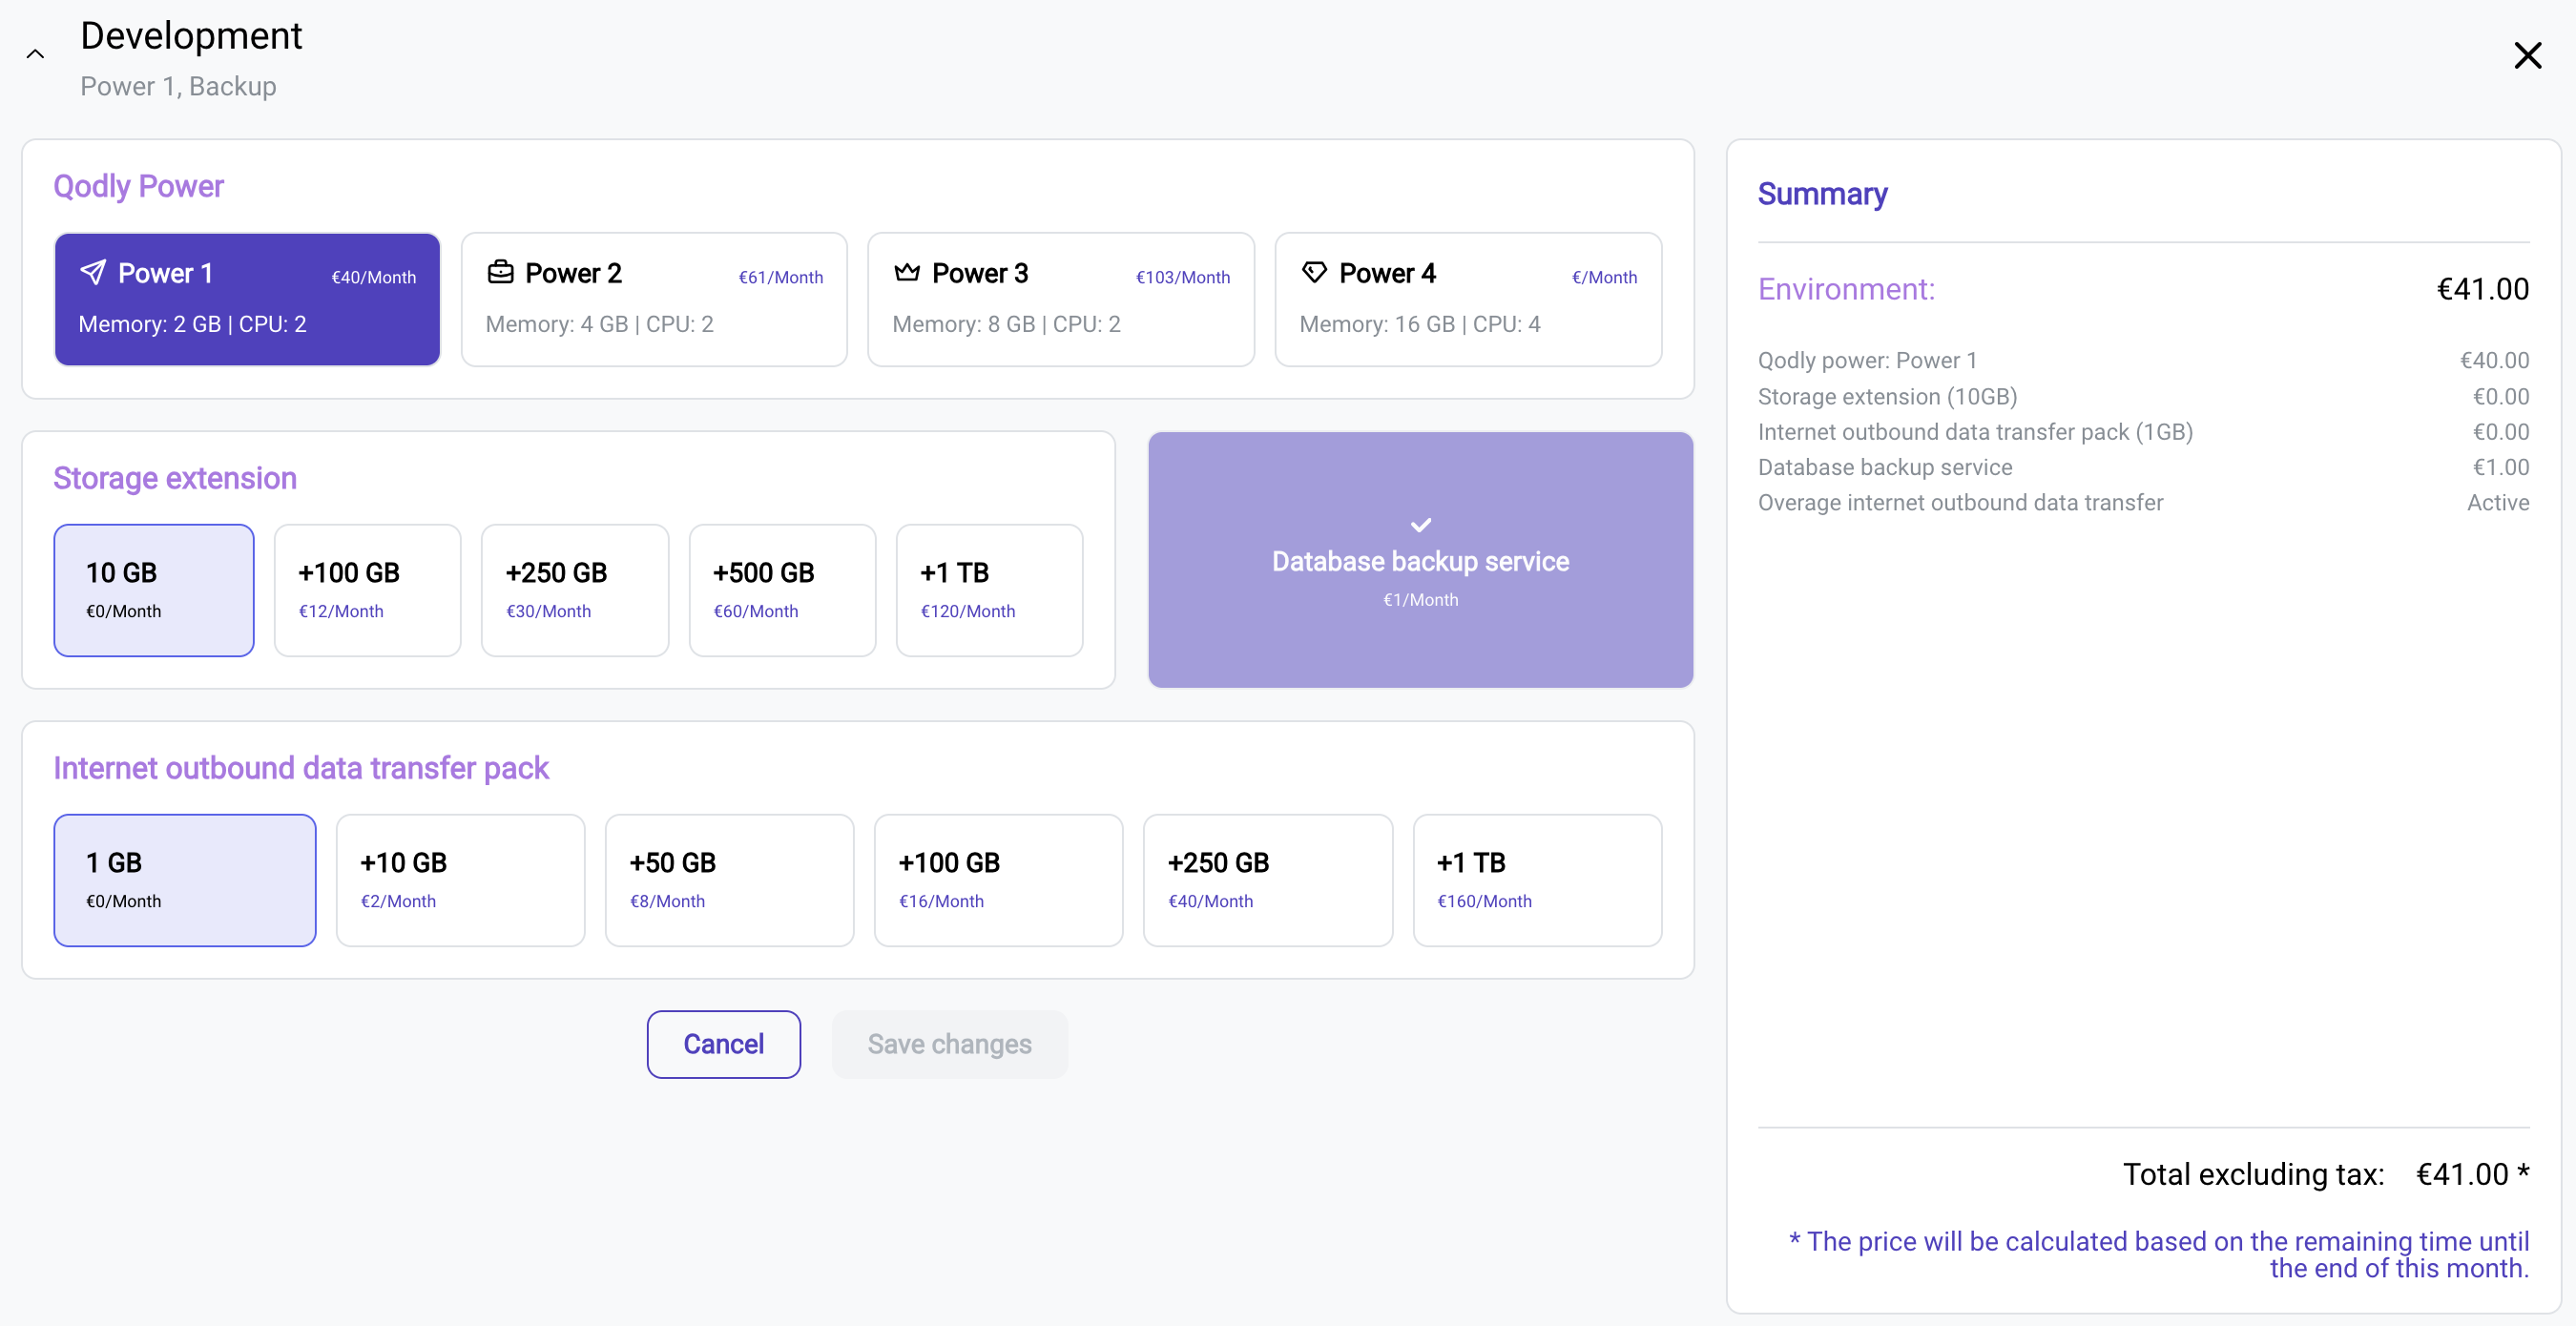 Development
Power 1, Backup
Qodly Power
Power 1 €40/Month
Memory: 2 GB | CPU: 2
Power 2 €61/Month
Memory: 4 GB | CPU: 2
Power 3 €103/Month
Memory: 8 GB | CPU: 2
Power 4 €/Month
Memory: 16 GB | CPU: 4
Storage extension
10 GB
€0/Month
+100 GB
€12/Month
+250 GB
€30/Month
+500 GB
€60/Month
+1 TB
€120/Month
Database backup service
€1/Month
Internet outbound data transfer pack
1 GB
€0/Month
+10 GB
€2/Month
+50 GB
€8/Month
+100 GB
€16/Month
+250 GB
€40/Month
+1 TB
€160/Month
Cancel
Save changes
Summary
Environment: €41.00
Qodly power: Power 1 €40.00
Storage extension (10GB) €0.00
Internet outbound data transfer pack (1GB) €0.00
Database backup service €1.00
Overage internet outbound data transfer Active
Total excluding tax: €41.00 *
* The price will be calculated based on the remaining time until
the end of this month.